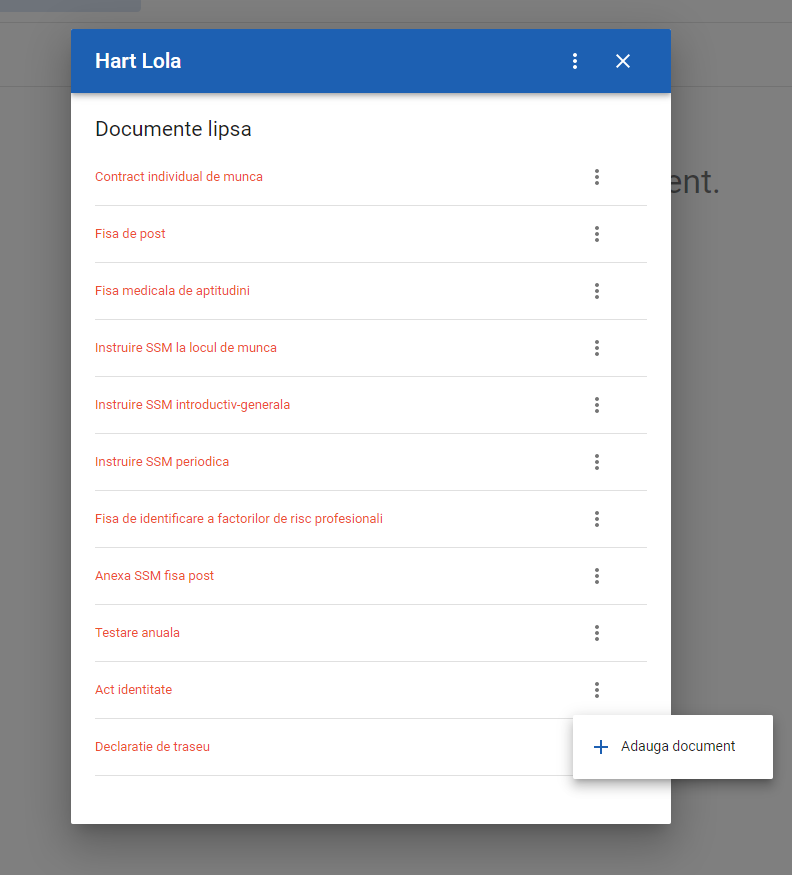 Hart Lola
Documente lipsa
Contract individual de munca
ent.
Fisa de post
Fisa medicala de aptitudini
Instruire SSM la locul de munca
Instruire SSM introductiv-generala
Instruire SSM periodica
Fisa de identificare a factorilor de risc profesionali
Anexa SSM fisa post
Testare anuala
Act identitate
Declaratie de traseu
Adauga document